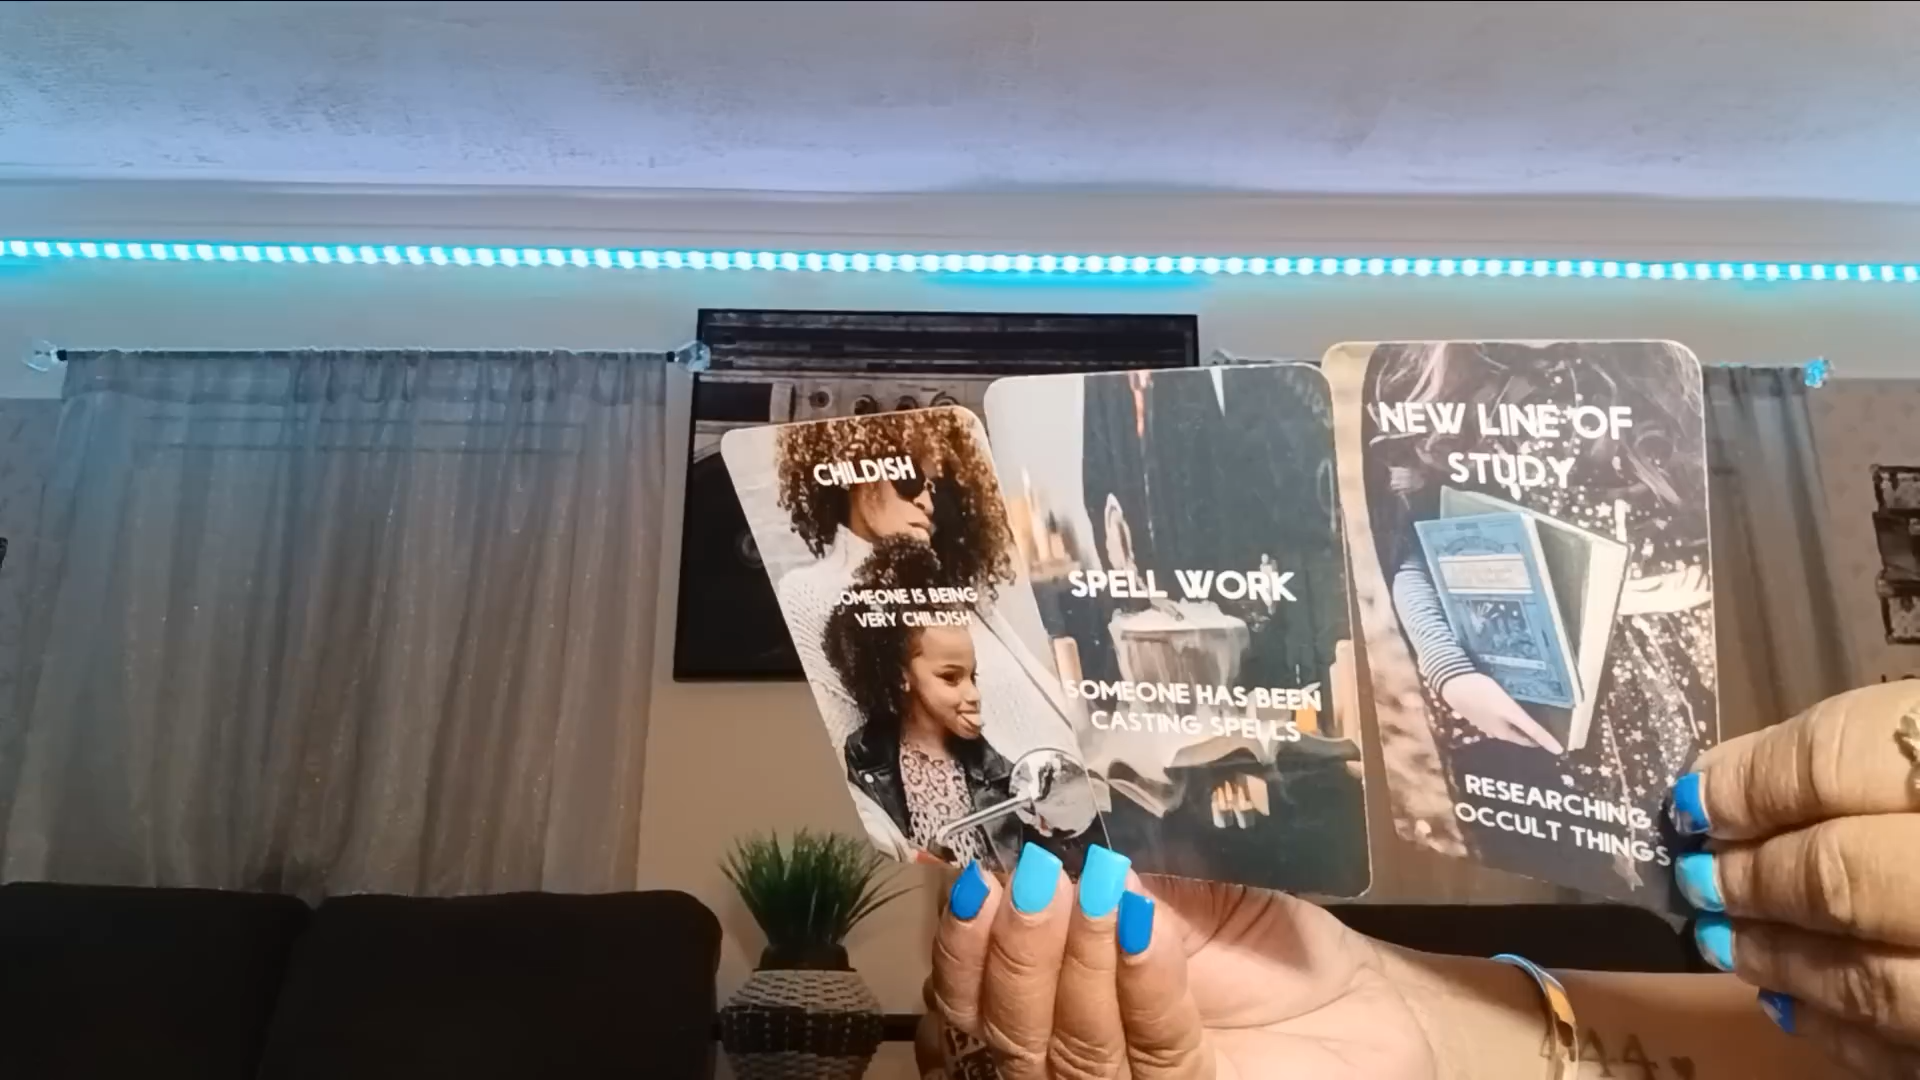 CHILDISH
SOMEONE IS BEING
VERY CHILDISH
SPELL WORK
SOMEONE HAS BEEN
CASTING SPELLS
NEW LINE OF
STUDY
RESEARCHING
OCCULT THINGS